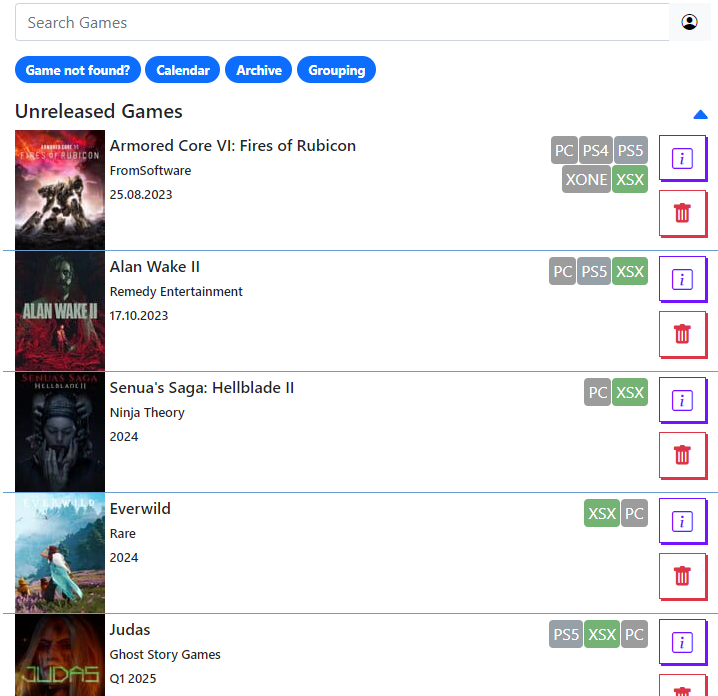 Search Games
Game not found? Calendar Archive Grouping
Unreleased Games
ARMORED CORE VI
FIRES OF RUBICON
Armored Core VI: Fires of Rubicon
FromSoftware
25.08.2023
PC PS4 PS5
XONE XSX
i
ALAN WAKE II
Alan Wake II
Remedy Entertainment
17.10.2023
PC PS5 XSX
i
SENUA'S SAGA
HELLBLADE II
Senua's Saga: Hellblade II
Ninja Theory
2024
PC XSX
i
EVERWILD
Everwild
Rare
2024
XSX PC
i
JUDAS
Judas
Ghost Story Games
Q1 2025
PS5 XSX PC
i